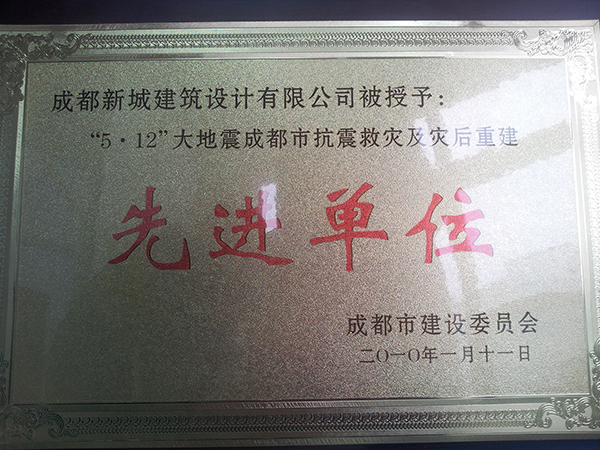 成都新城建筑设计有限公司被授予：
“5·12”大地震成都市抗震救灾及灾后重建
先进单位
成都市建设委员会
二〇一〇年一月十一日